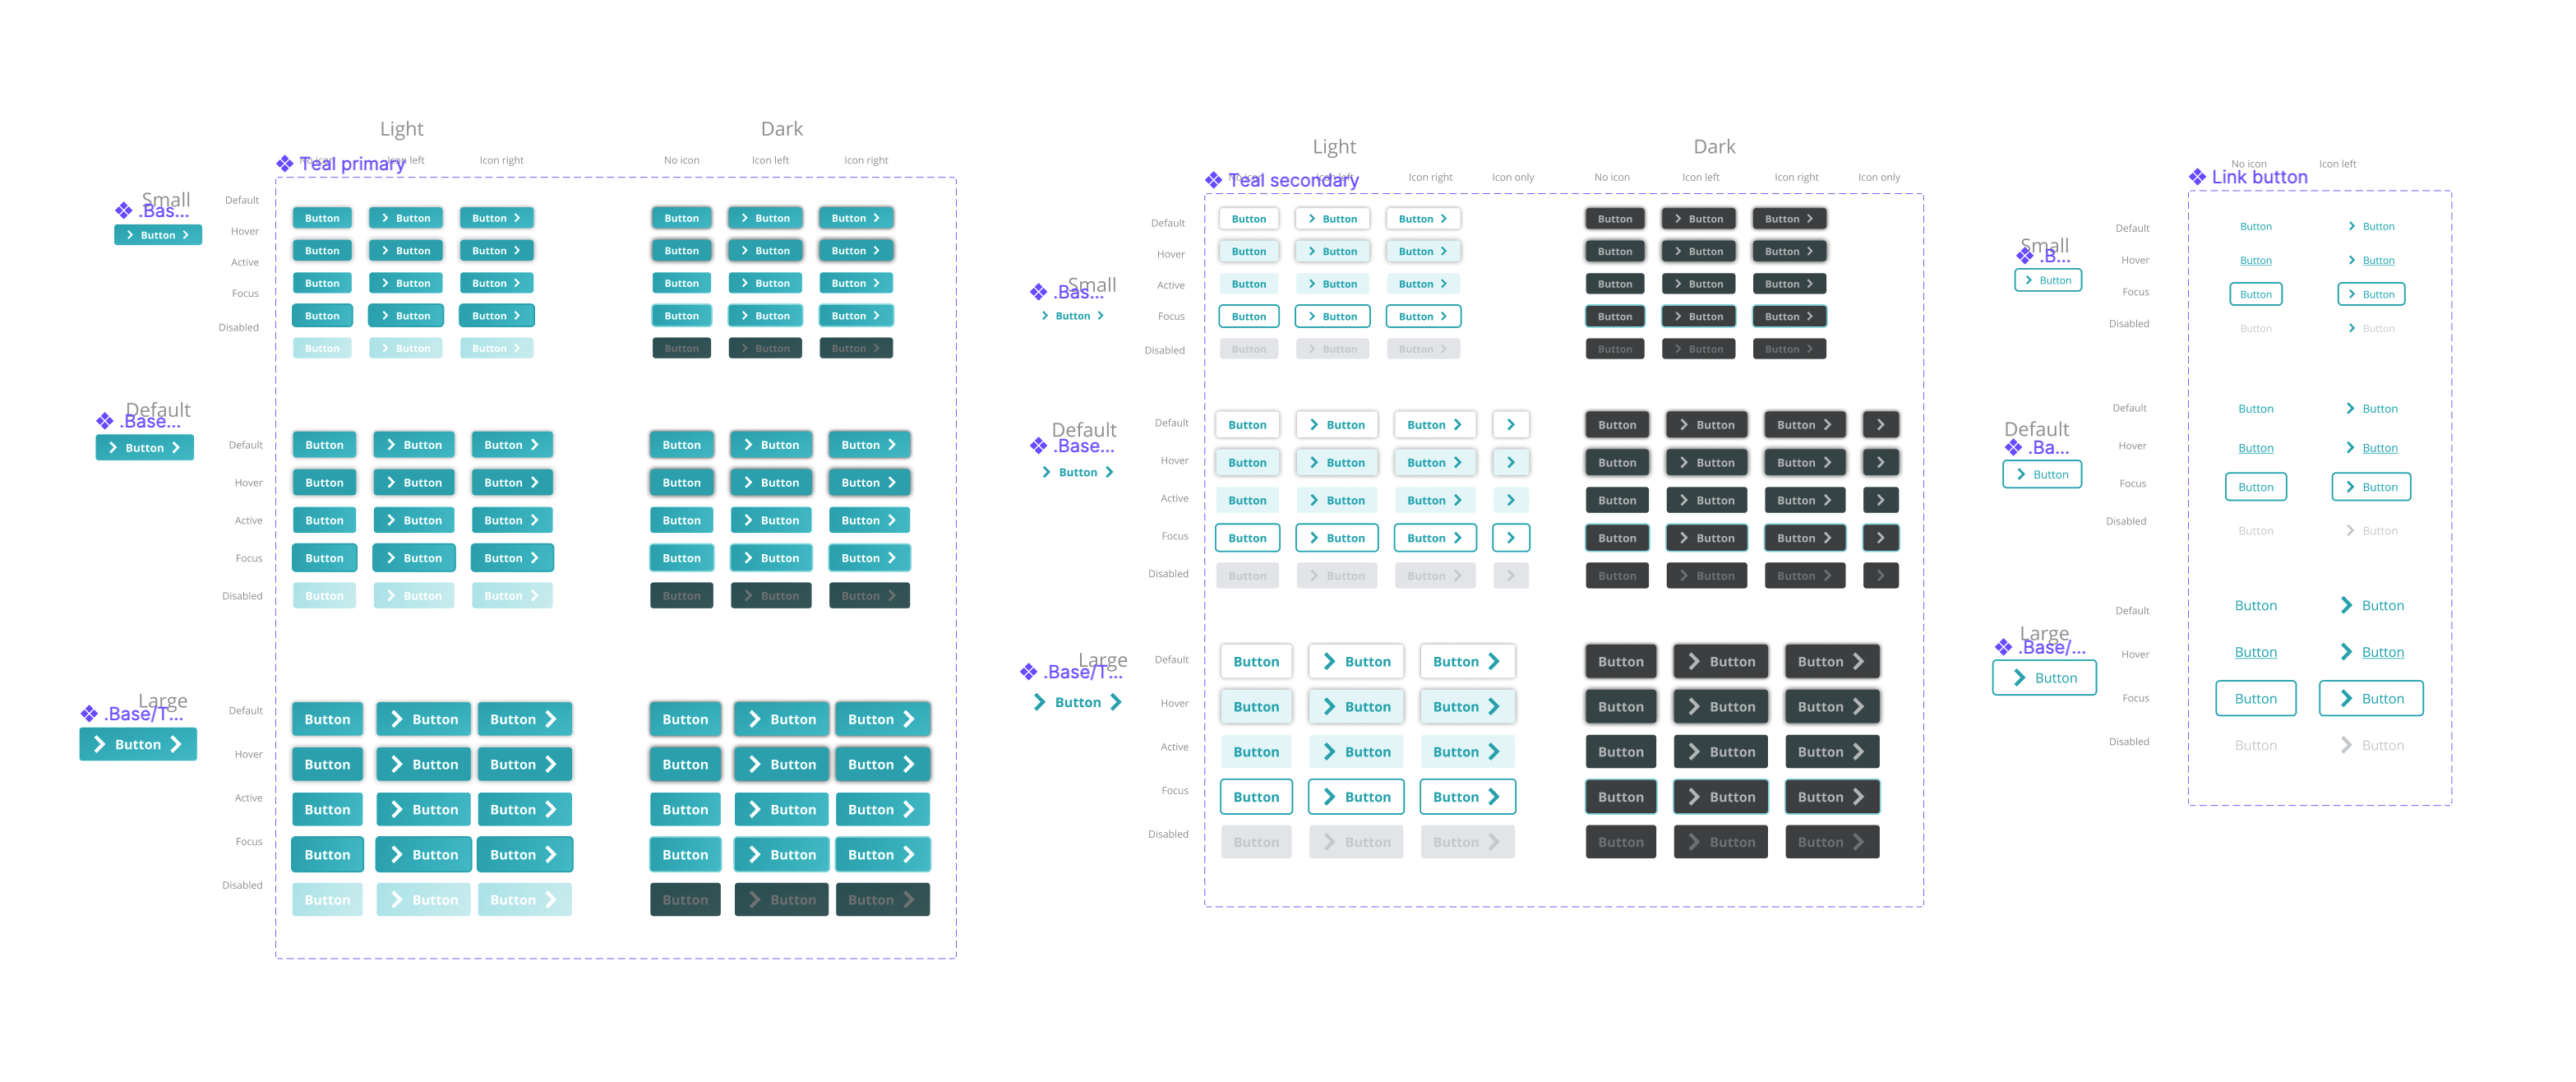 Light Dark
No icon Icon left Icon right No icon Icon left Icon right
Teal primary
Small
.Bas...
Button
Default Button Button Button Button Button Button
Hover Button Button Button Button Button Button
Active Button Button Button Button Button Button
Focus Button Button Button Button Button Button
Disabled Button Button Button Button Button Button
Default
.Base...
Button
Default Button Button Button Button Button Button
Hover Button Button Button Button Button Button
Active Button Button Button Button Button Button
Focus Button Button Button Button Button Button
Disabled Button Button Button Button Button Button
Large
.Base/T...
Button
Default Button Button Button Button Button Button
Hover Button Button Button Button Button Button
Active Button Button Button Button Button Button
Focus Button Button Button Button Button Button
Disabled Button Button Button Button Button Button
Light Dark
No icon Icon left Icon right Icon only No icon Icon left Icon right Icon only
Teal secondary
Small
.Bas...
Button
Default Button Button Button Button Button Button
Hover Button Button Button Button Button Button
Active Button Button Button Button Button Button
Focus Button Button Button Button Button Button
Disabled Button Button Button Button Button Button
Default
.Base...
Button
Default Button Button Button Button Button Button
Hover Button Button Button Button Button Button
Active Button Button Button Button Button Button
Focus Button Button Button Button Button Button
Disabled Button Button Button Button Button Button
Large
.Base/T...
Button
Default Button Button Button Button Button Button
Hover Button Button Button Button Button Button
Active Button Button Button Button Button Button
Focus Button Button Button Button Button Button
Disabled Button Button Button Button Button Button
No icon Icon left
Link button
Small
.B...
Button
Default Button Button
Hover Button Button
Focus Button Button
Disabled Button Button
Default
.Ba...
Button
Default Button Button
Hover Button Button
Focus Button Button
Disabled Button Button
Large
.Base/...
Button
Default Button Button
Hover Button Button
Focus Button Button
Disabled Button Button